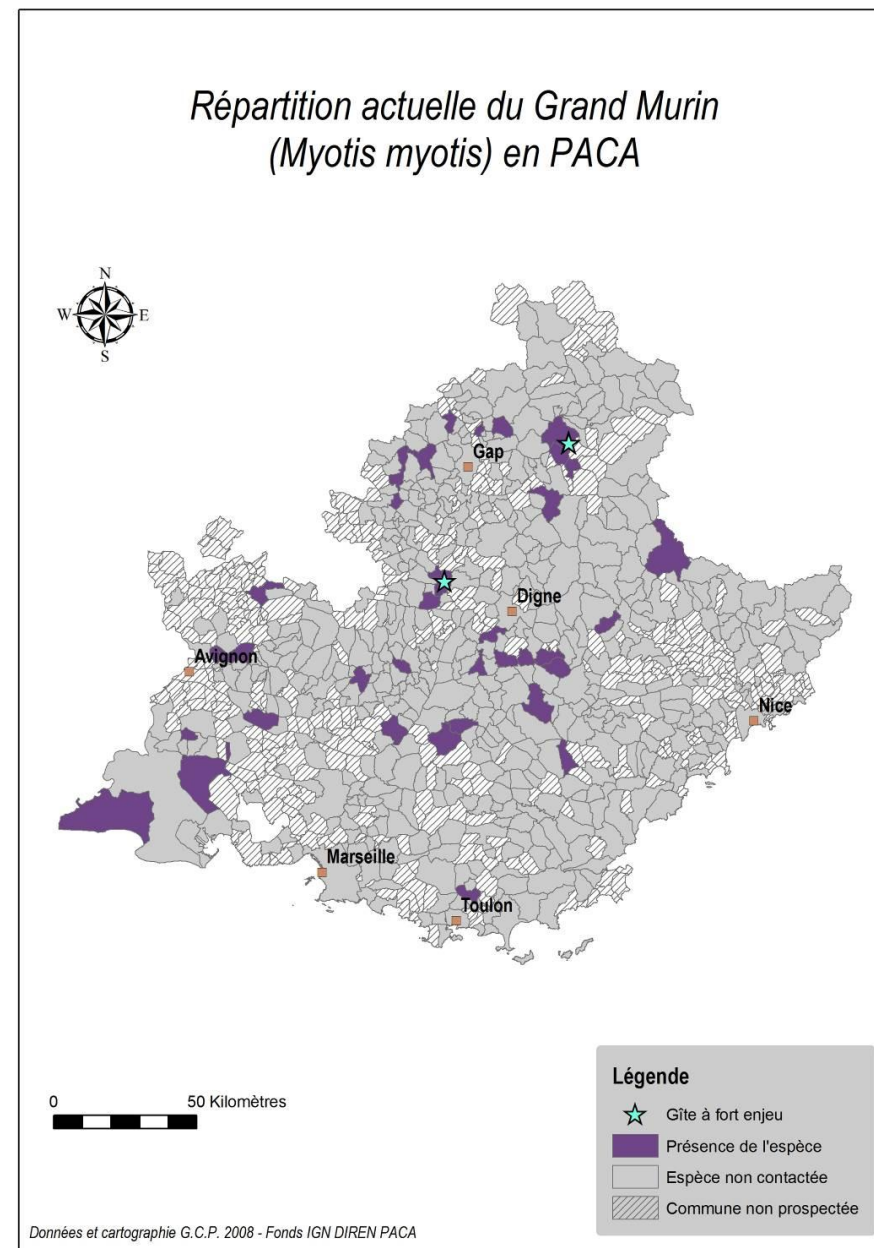 Répartition actuelle du Grand Murin
(Myotis myotis) en PACA
N
W E
S
Gap
Digne
Avignon
Nice
Marseille
Toulon
0 50 Kilomètres
Légende
Gîte à fort enjeu
Présence de l'espèce
Espèce non contactée
Commune non prospectée
Données et cartographie G.C.P. 2008 - Fonds IGN DIREN PACA